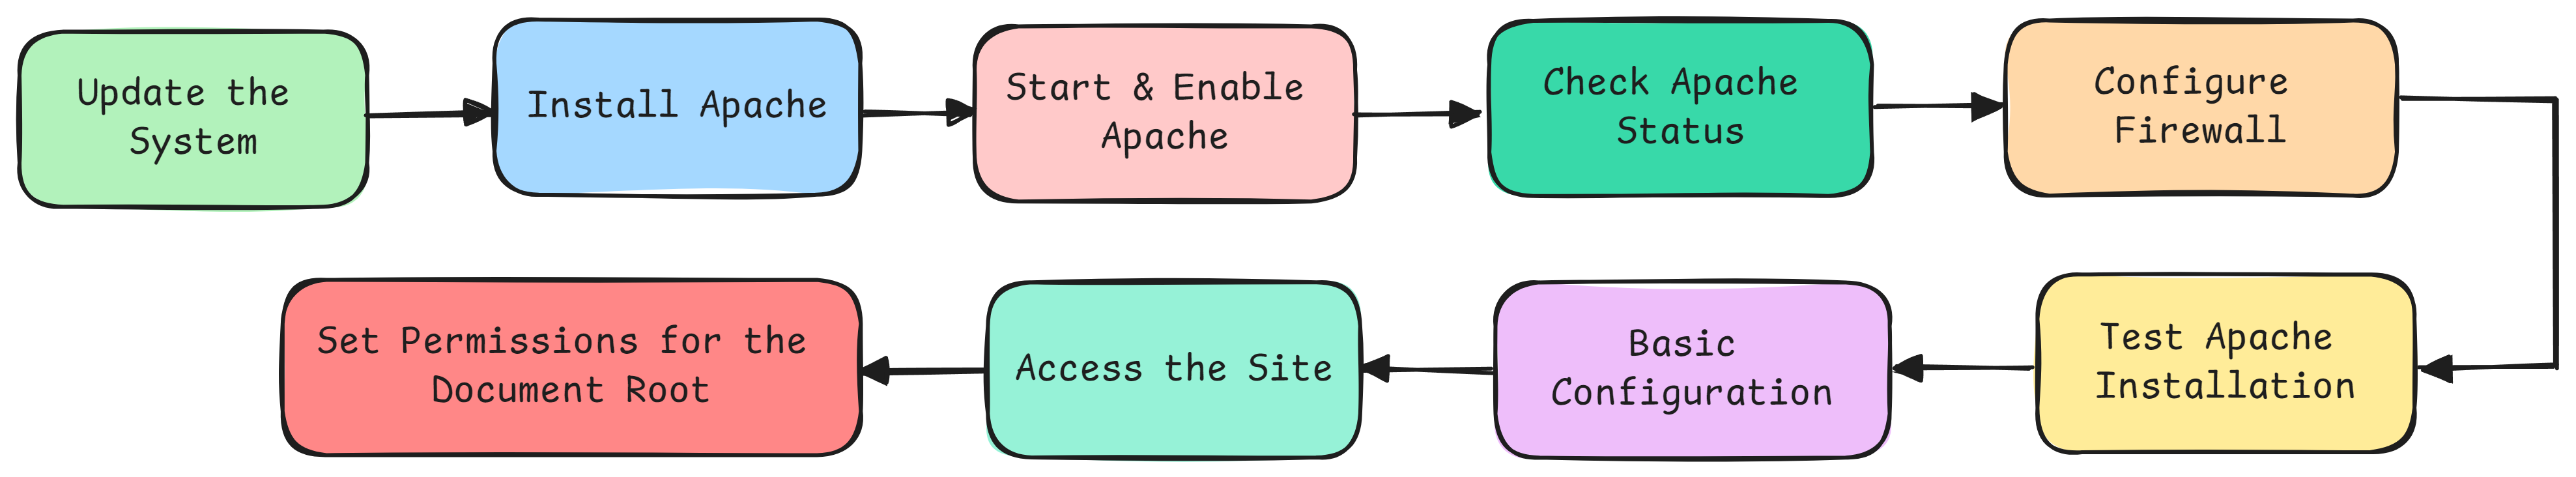 Update the
System
Install Apache
Start & Enable
Apache
Check Apache
Status
Configure
Firewall
Test Apache
Installation
Basic
Configuration
Access the Site
Set Permissions for the
Document Root